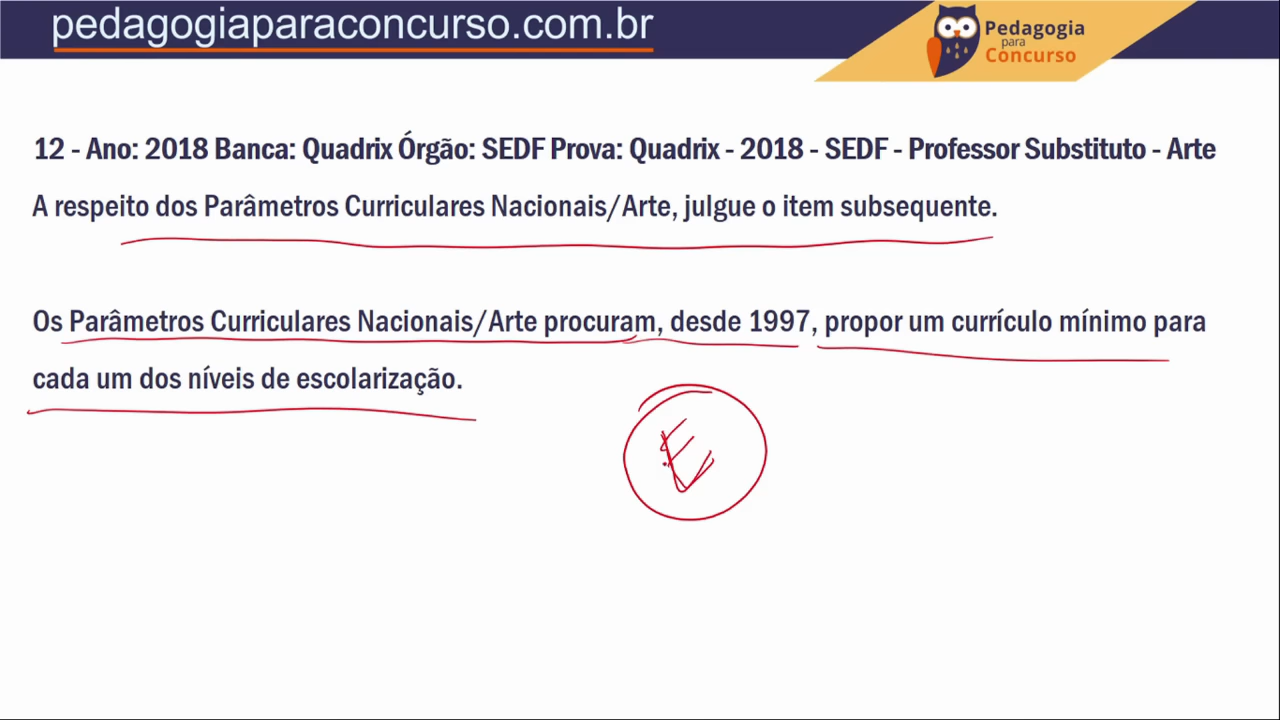 pedagogiaparaconcurso.com.br
Pedagogia
para
Concurso
12 - Ano: 2018 Banca: Quadrix Órgão: SEDF Prova: Quadrix - 2018 - SEDF - Professor Substituto - Arte
A respeito dos Parâmetros Curriculares Nacionais/Arte, julgue o item subsequente.
Os Parâmetros Curriculares Nacionais/Arte procuram, desde 1997, propor um currículo mínimo para
cada um dos níveis de escolarização.
E